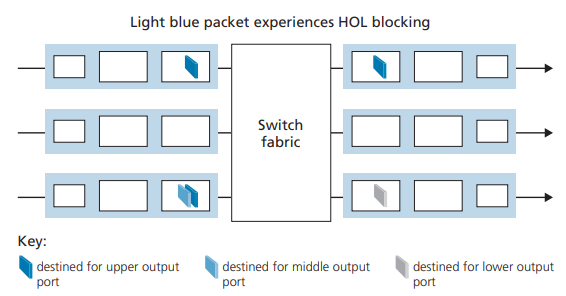 Light blue packet experiences HOL blocking
Switch
fabric
Key:
destined for upper output
port
destined for middle output
port
destined for lower output
port